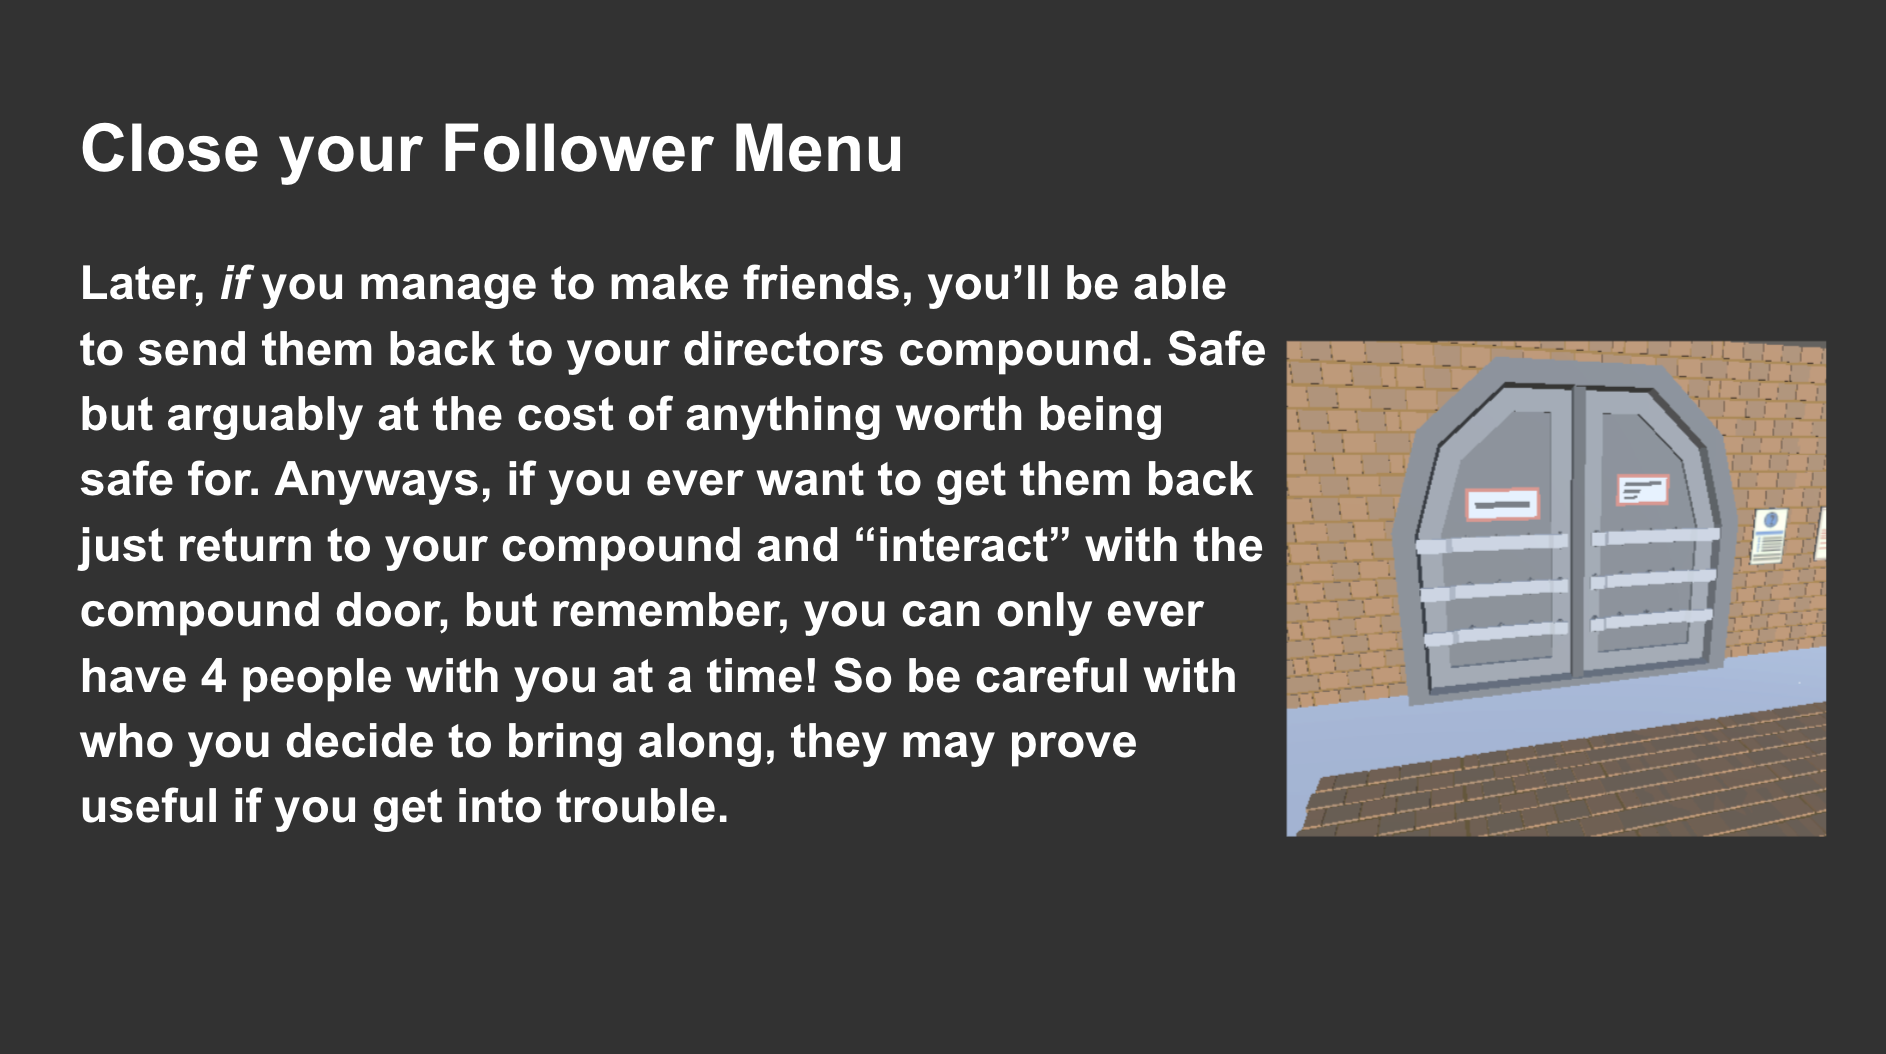 Close your Follower Menu
Later, if you manage to make friends, you’ll be able
to send them back to your directors compound. Safe
but arguably at the cost of anything worth being
safe for. Anyways, if you ever want to get them back
just return to your compound and “interact” with the
compound door, but remember, you can only ever
have 4 people with you at a time! So be careful with
who you decide to bring along, they may prove
useful if you get into trouble.